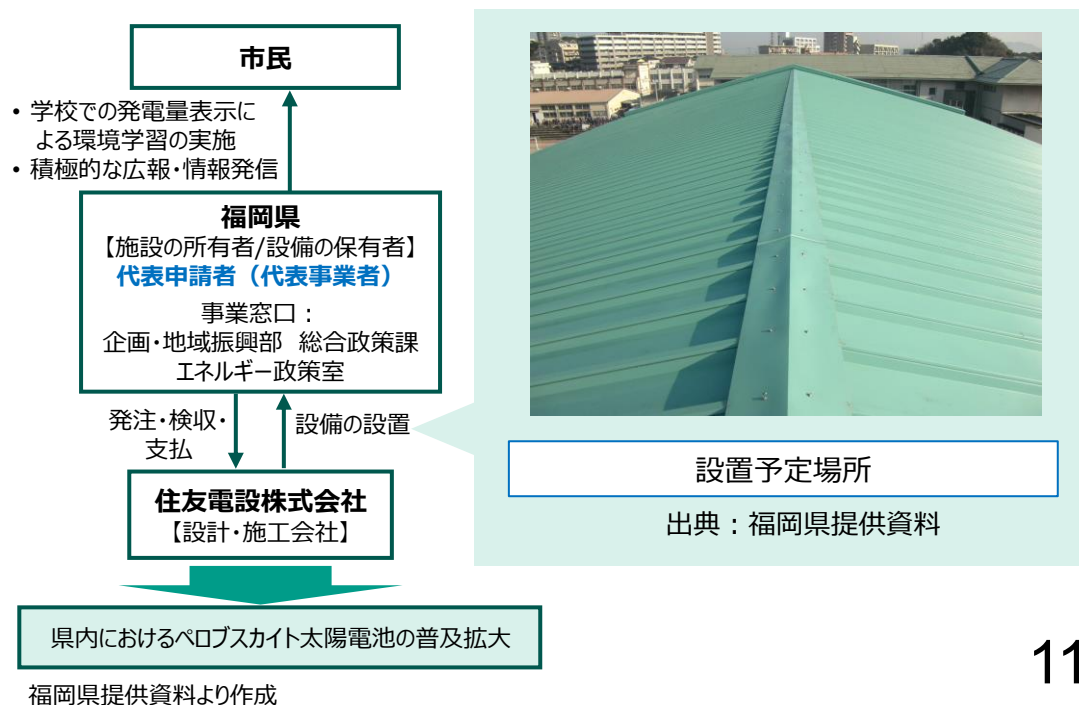 市民
• 学校での発電量表示に
よる環境学習の実施
• 積極的な広報・情報発信
福岡県
【施設の所有者/設備の保有者】
代表申請者（代表事業者）
事業窓口：
企画・地域振興部　総合政策課
エネルギー政策室
発注・検収・
支払
設備の設置
住友電設株式会社
【設計・施工会社】
県内におけるペロブスカイト太陽電池の普及拡大
福岡県提供資料より作成
設置予定場所
出典：福岡県提供資料
11